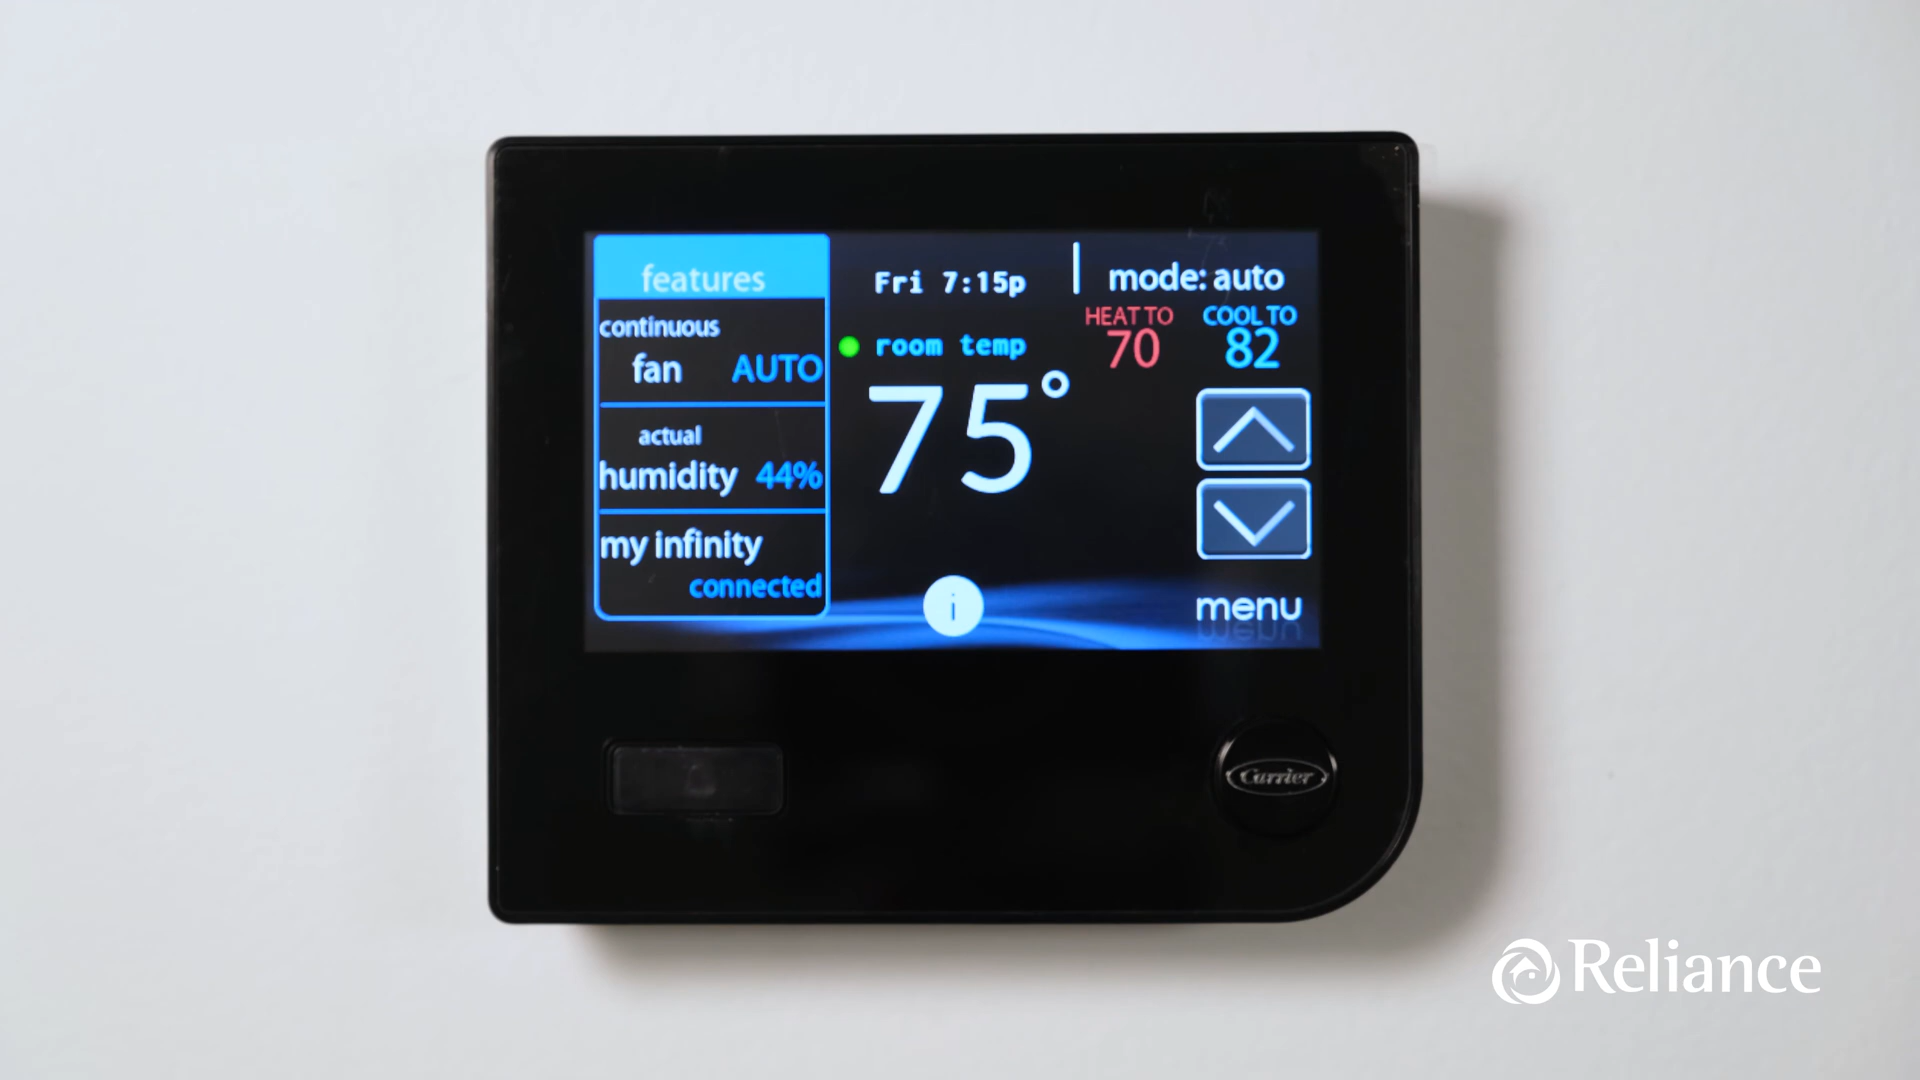 features
continuous
fan AUTO
actual
humidity 44%
my infinity
connected
Fri 7:15p
room temp
75°
i
mode: auto
HEAT TO
70
COOL TO
82
menu
Carrier
Reliance